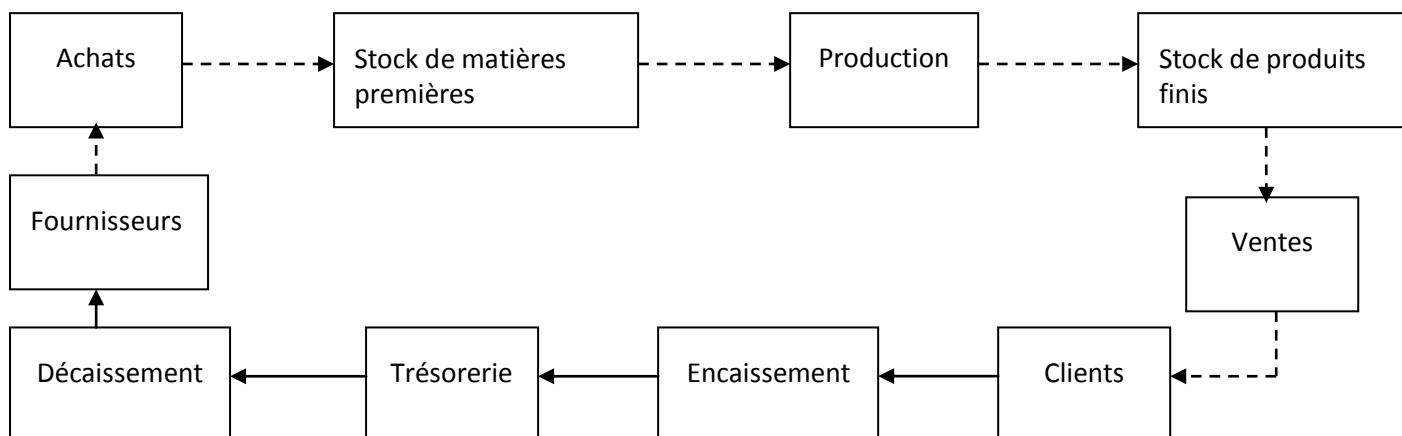 Achats
Stock de matières
premières
Production
Stock de produits
finis
Fournisseurs
Ventes
Décaissement
Trésorerie
Encaissement
Clients